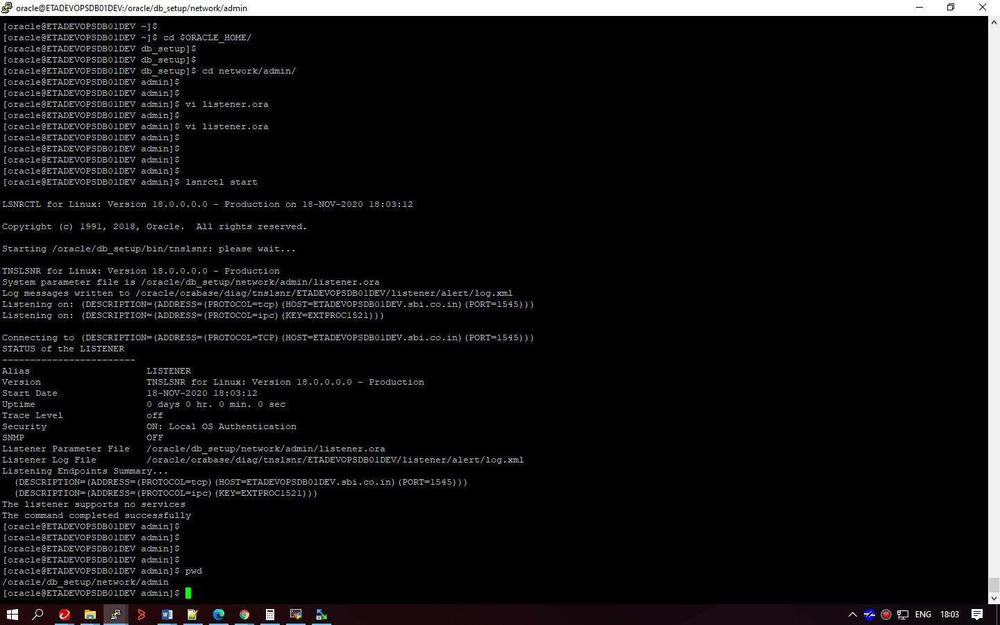 oracle@ETADEVOPSDB01DEV:/oracle/db_setup/network/admin
[oracle@ETADEVOPSDB01DEV ~]$
[oracle@ETADEVOPSDB01DEV ~]$ cd $ORACLE_HOME/
[oracle@ETADEVOPSDB01DEV db_setup]$
[oracle@ETADEVOPSDB01DEV db_setup]$
[oracle@ETADEVOPSDB01DEV db_setup]$ cd network/admin/
[oracle@ETADEVOPSDB01DEV admin]$
[oracle@ETADEVOPSDB01DEV admin]$
[oracle@ETADEVOPSDB01DEV admin]$ vi listener.ora
[oracle@ETADEVOPSDB01DEV admin]$
[oracle@ETADEVOPSDB01DEV admin]$ vi listener.ora
[oracle@ETADEVOPSDB01DEV admin]$
[oracle@ETADEVOPSDB01DEV admin]$
[oracle@ETADEVOPSDB01DEV admin]$
[oracle@ETADEVOPSDB01DEV admin]$
[oracle@ETADEVOPSDB01DEV admin]$ lsnrctl start
LSNRCTL for Linux: Version 18.0.0.0.0 - Production on 18-NOV-2020 18:03:12
Copyright (c) 1991, 2018, Oracle.  All rights reserved.
Starting /oracle/db_setup/bin/tnslsnr: please wait...
TNSLSNR for Linux: Version 18.0.0.0.0 - Production
System parameter file is /oracle/db_setup/network/admin/listener.ora
Log messages written to /oracle/orabase/diag/tnslsnr/ETADEVOPSDB01DEV/listener/alert/log.xml
Listening on: (DESCRIPTION=(ADDRESS=(PROTOCOL=tcp)(HOST=ETADEVOPSDB01DEV.sbi.co.in)(PORT=1545)))
Listening on: (DESCRIPTION=(ADDRESS=(PROTOCOL=ipc)(KEY=EXTPROC1521)))
Connecting to (DESCRIPTION=(ADDRESS=(PROTOCOL=TCP)(HOST=ETADEVOPSDB01DEV.sbi.co.in)(PORT=1545)))
STATUS of the LISTENER
------------------------
Alias                     LISTENER
Version                   TNSLSNR for Linux: Version 18.0.0.0.0 - Production
Start Date                18-NOV-2020 18:03:12
Uptime                    0 days 0 hr. 0 min. 0 sec
Trace Level               off
Security                  ON: Local OS Authentication
SNMP                      OFF
Listener Parameter File   /oracle/db_setup/network/admin/listener.ora
Listener Log File         /oracle/orabase/diag/tnslsnr/ETADEVOPSDB01DEV/listener/alert/log.xml
Listening Endpoints Summary...
  (DESCRIPTION=(ADDRESS=(PROTOCOL=tcp)(HOST=ETADEVOPSDB01DEV.sbi.co.in)(PORT=1545)))
  (DESCRIPTION=(ADDRESS=(PROTOCOL=ipc)(KEY=EXTPROC1521)))
The listener supports no services
The command completed successfully
[oracle@ETADEVOPSDB01DEV admin]$
[oracle@ETADEVOPSDB01DEV admin]$
[oracle@ETADEVOPSDB01DEV admin]$
[oracle@ETADEVOPSDB01DEV admin]$
[oracle@ETADEVOPSDB01DEV admin]$ pwd
/oracle/db_setup/network/admin
[oracle@ETADEVOPSDB01DEV admin]$
ENG 18:03